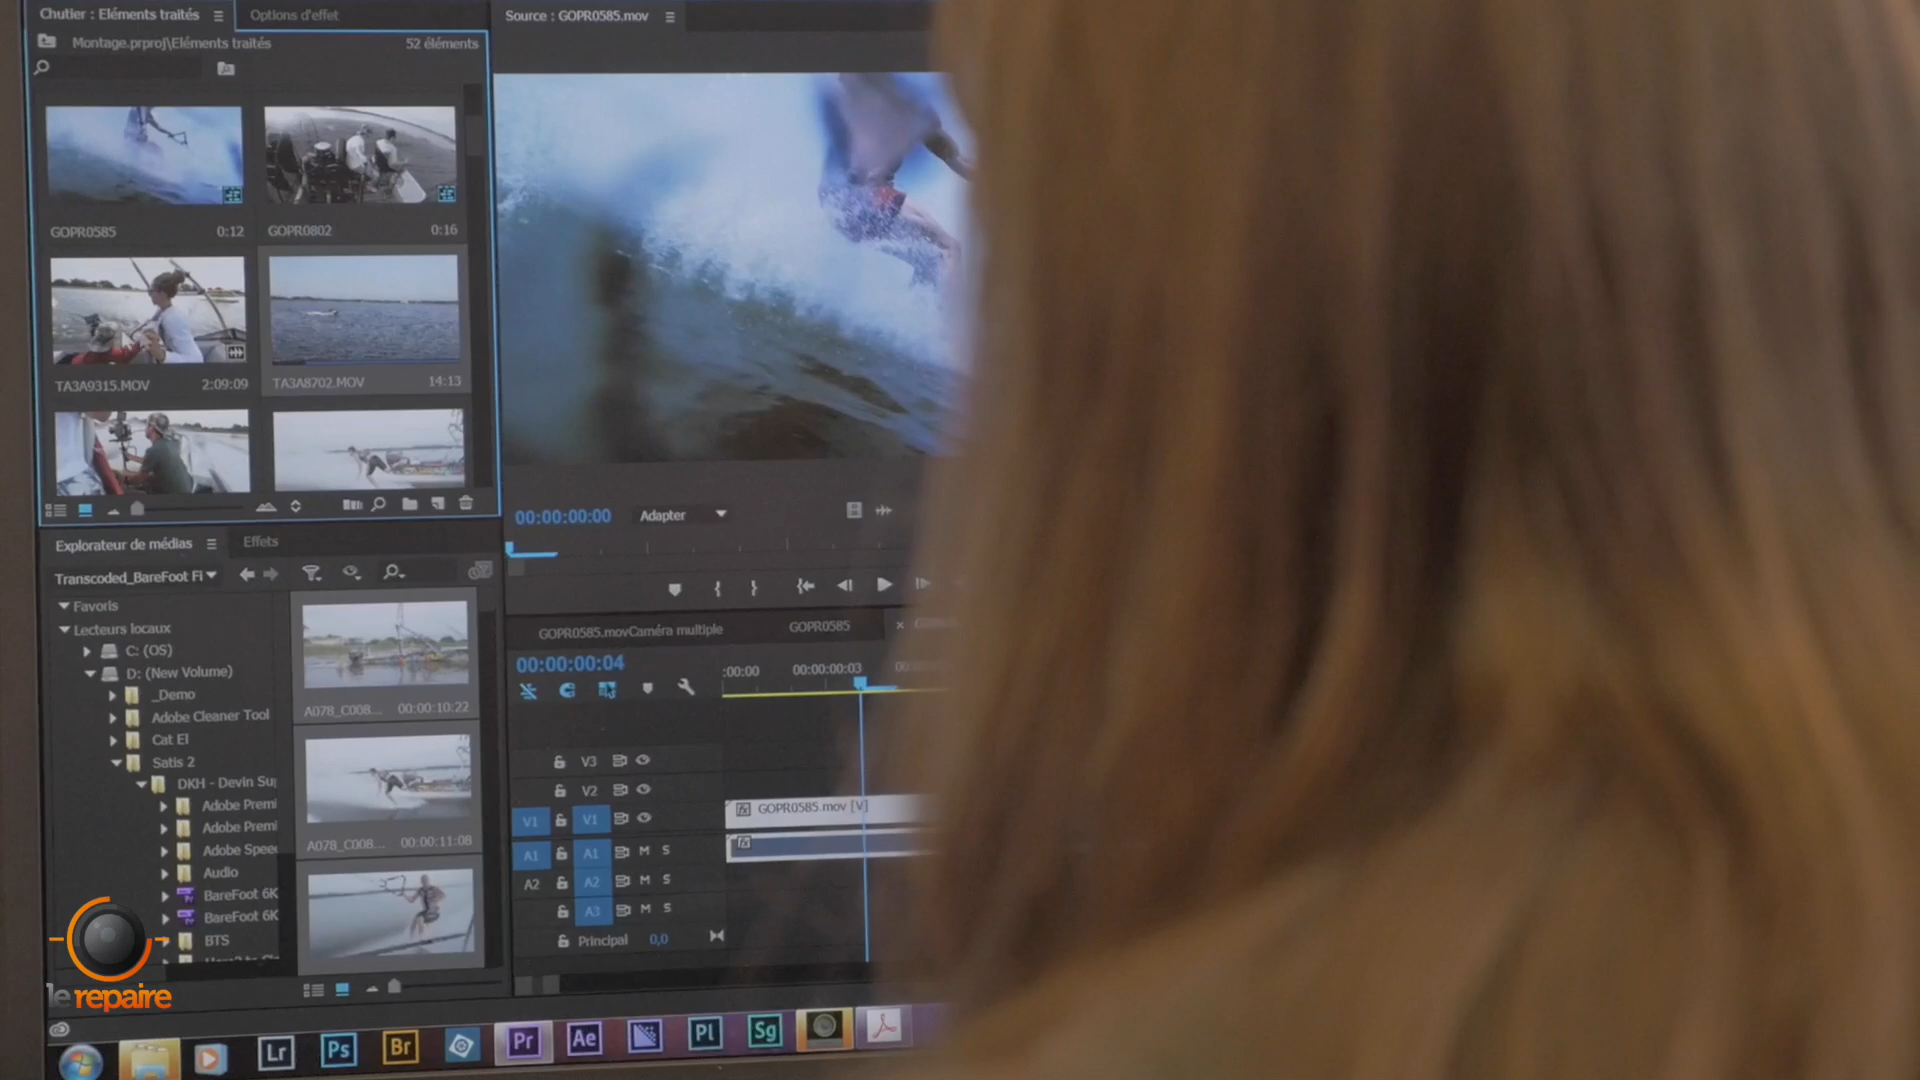 Chutier : Eléments traités
Options d'effet
Source : GOPR0585.mov
Montage.prproj\Eléments traités
52 éléments
GOPR0585
0:12
GOPR0802
0:16
TA3A9315.MOV
2:09:09
TA3A8702.MOV
14:13
00:00:00:00
Adapter
Explorateur de médias
Effets
Transcoded_BareFoot Fi
Favoris
Lecteurs locaux
C: (OS)
D: (New Volume)
_Demo
Adobe Cleaner Tool
Cat El
Satis 2
DKH - Devin Su
Adobe Premi
Adobe Premi
Adobe Spee
Audio
BareFoot 6K
BareFoot 6K
BTS
A078_C008...
00:00:10:22
A078_C008...
00:00:11:08
GOPR0585.movCaméra multiple
GOPR0585
00:00:00:04
:00:00
00:00:00:03
V3
V2
V1
V1
GOPR0585.mov [V]
A1
A1
M
S
A2
A2
M
S
A3
M
S
Principal
0,0
le repaire
Lr
Ps
Br
Pr
Ae
Pl
Sg